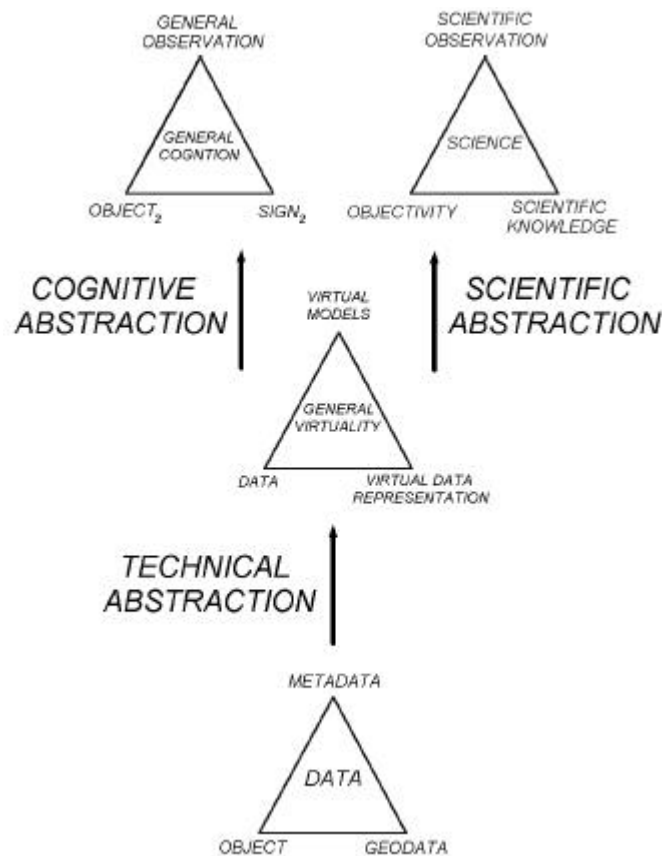 GENERAL
OBSERVATION
GENERAL
COGNTION
OBJECT₂
SIGN₂
SCIENTIFIC
OBSERVATION
SCIENCE
OBJECTIVITY
SCIENTIFIC
KNOWLEDGE
COGNITIVE
ABSTRACTION
SCIENTIFIC
ABSTRACTION
VIRTUAL
MODELS
GENERAL
VIRTUALITY
DATA
VIRTUAL DATA
REPRESENTATION
TECHNICAL
ABSTRACTION
METADATA
DATA
OBJECT
GEODATA